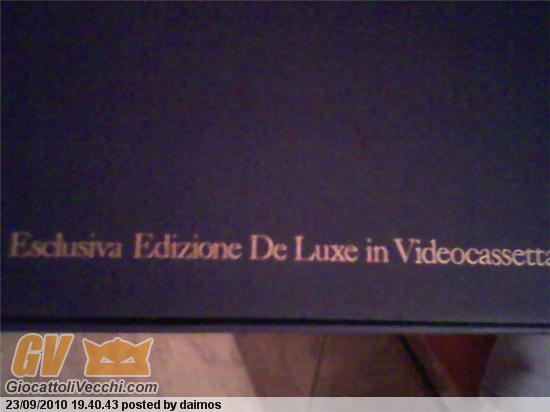 Esclusiva Edizione De Luxe in Videocassetta
GV
GiocattoliVecchi.com
23/09/2010 19.40.43 posted by daimos